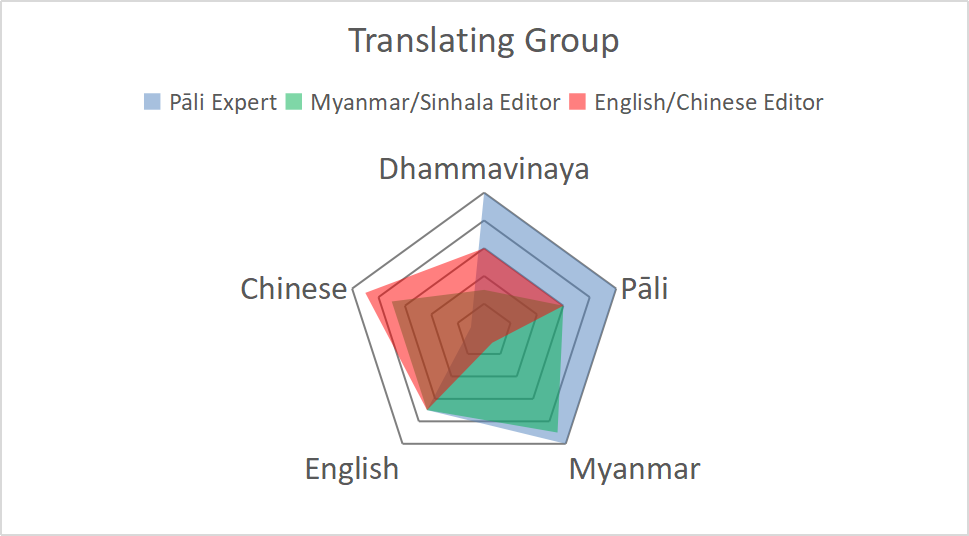 Translating Group
Pāli Expert Myanmar/Sinhala Editor English/Chinese Editor
Dhammavinaya
Chinese
Pāli
English
Myanmar